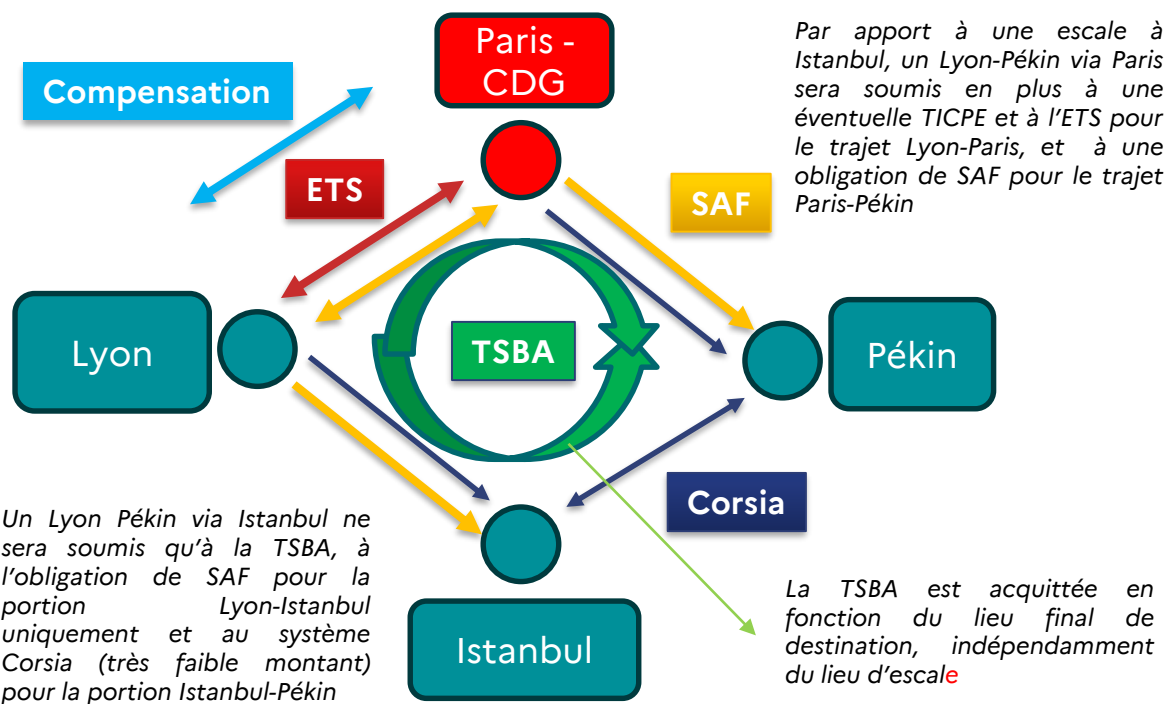 Paris -
CDG
Par apport à une escale à
Istanbul, un Lyon-Pékin via Paris
sera soumis en plus à une
éventuelle TICPE et à l’ETS pour
le trajet Lyon-Paris, et à une
obligation de SAF pour le trajet
Paris-Pékin
Compensation
ETS
SAF
Lyon
TSBA
Pékin
Corsia
Un Lyon Pékin via Istanbul ne
sera soumis qu’à la TSBA, à
l’obligation de SAF pour la
portion Lyon-Istanbul
uniquement et au système
Corsia (très faible montant)
pour la portion Istanbul-Pékin
Istanbul
La TSBA est acquittée en
fonction du lieu final de
destination, indépendamment
du lieu d’escale